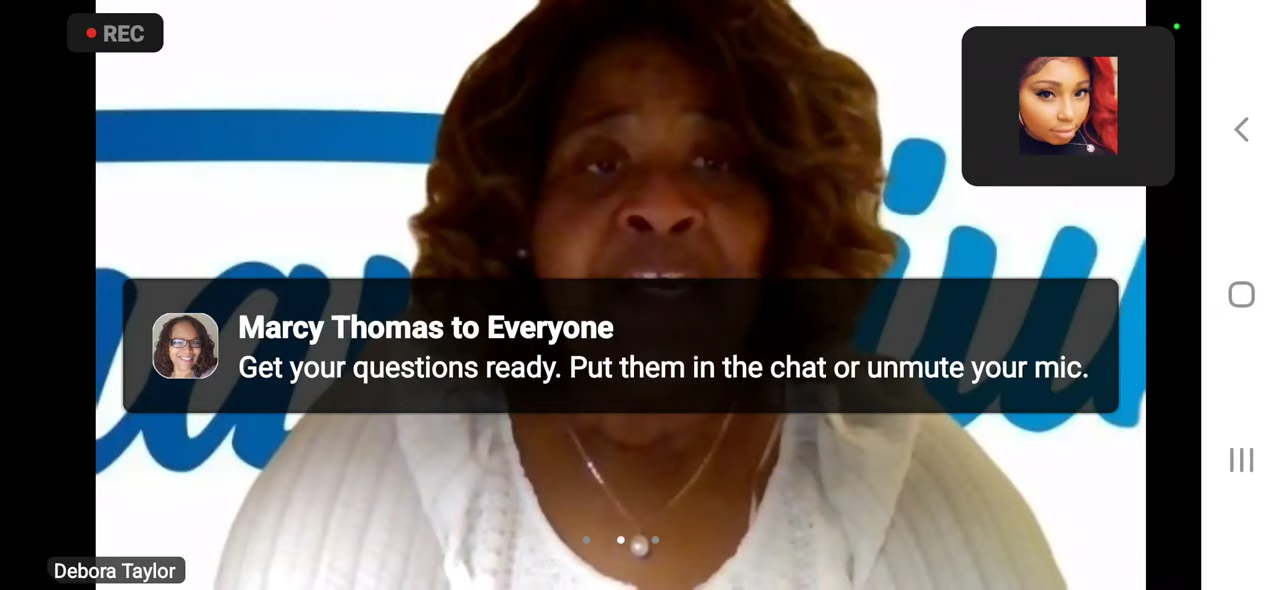 REC
Marcy Thomas to Everyone
Get your questions ready. Put them in the chat or unmute your mic.
Debora Taylor